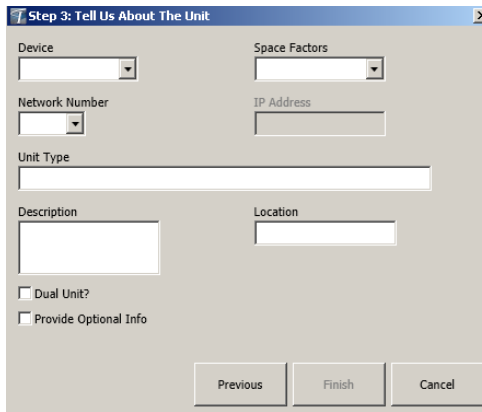 Step 3: Tell Us About The Unit
Device
Space Factors
Network Number
IP Address
Unit Type
Description
Location
Dual Unit?
Provide Optional Info
Previous
Finish
Cancel